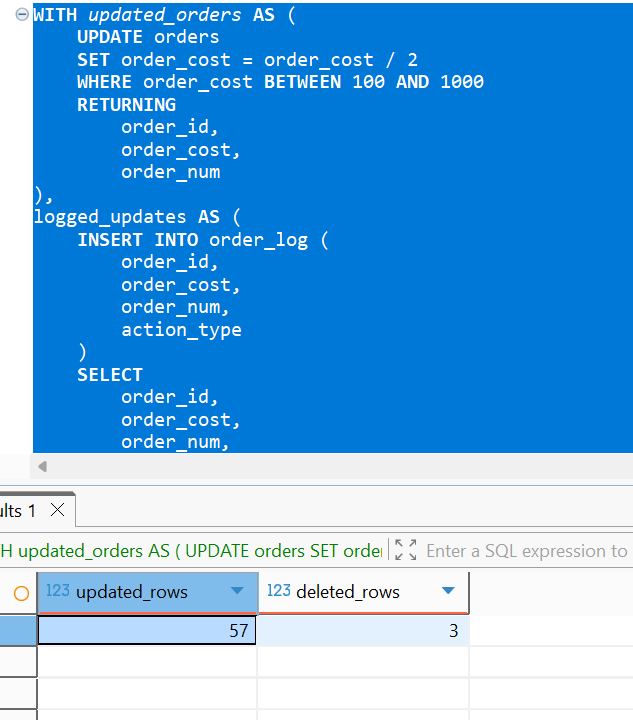 WITH updated_orders AS (
UPDATE orders
SET order_cost = order_cost / 2
WHERE order_cost BETWEEN 100 AND 1000
RETURNING
order_id,
order_cost,
order_num
),
logged_updates AS (
INSERT INTO order_log (
order_id,
order_cost,
order_num,
action_type
)
SELECT
order_id,
order_cost,
order_num,
ults 1
H updated_orders AS ( UPDATE orders SET orde Enter a SQL expression to
123 updated_rows 123 deleted_rows
57 3